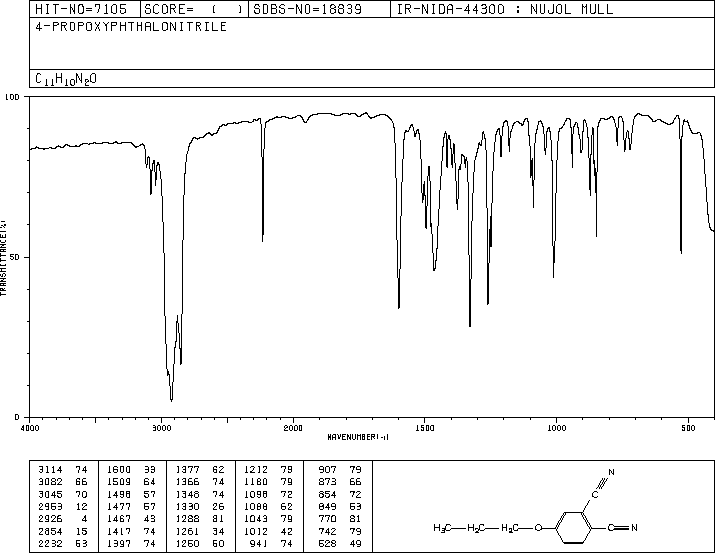 HIT-NO=7105 SCORE= ( ) SDBS-NO=18839 IR-NIDA-44300 : NUJOL MULL
4-PROPOXYPHTHALONITRILE
C11H10N2O
100
50
0
TRANSMITTANCE(%)
4000 3000 2000 1500 1000 500
WAVENUMBER(-1)
3114 74 1600 33 1377 62 1212 79 907 79
3082 66 1509 64 1366 74 1180 79 873 66
3045 70 1498 57 1348 74 1098 72 854 72
2953 12 1477 57 1330 26 1088 62 849 53
2926 4 1467 43 1288 81 1043 79 770 81
2854 15 1417 74 1261 34 1012 42 742 79
2232 53 1397 74 1250 50 941 74 528 49
N
C
H3C H2C H2C O C N